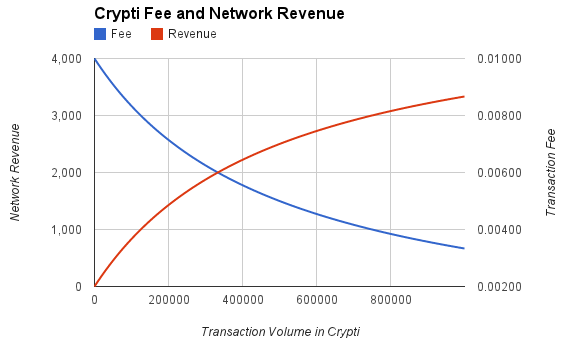 Crypti Fee and Network Revenue
Fee Revenue
4,000
3,000
2,000
1,000
0
Network Revenue
0.01000
0.00800
0.00600
0.00400
0.00200
Transaction Fee
0 200000 400000 600000 800000
Transaction Volume in Crypti